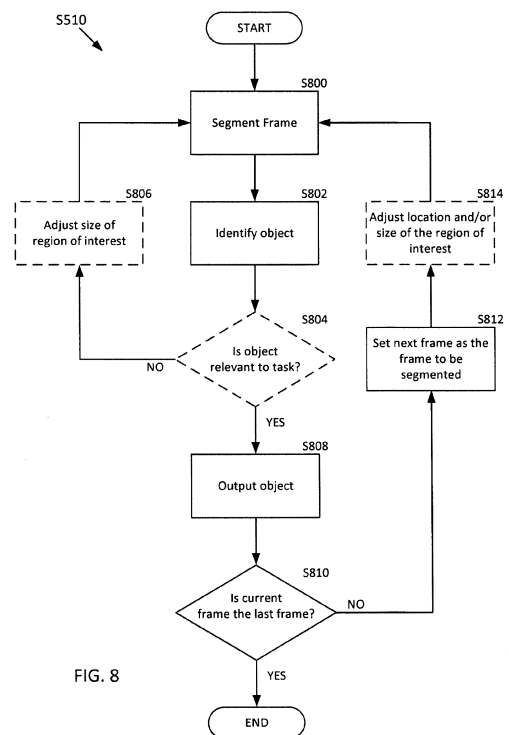 S510
START
S800
Segment Frame
S806
Adjust size of
region of interest
S802
Identify object
S814
Adjust location and/or
size of the region of
interest
S804
Is object
relevant to task?
NO
S812
Set next frame as the
frame to be
segmented
YES
S808
Output object
S810
Is current
frame the last frame?
NO
YES
FIG. 8
END